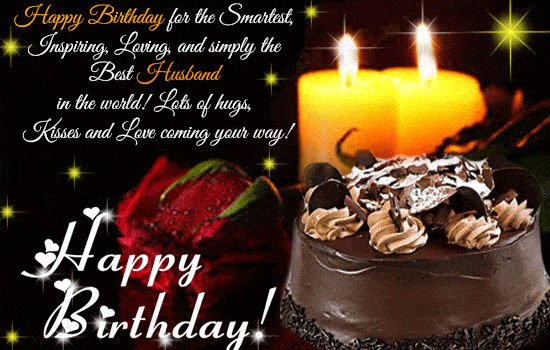 Happy Birthday for the Smartest,
Inspiring, Loving, and simply the
Best Husband
in the world! Lots of hugs,
Kisses and Love coming your way!
Happy
Birthday!